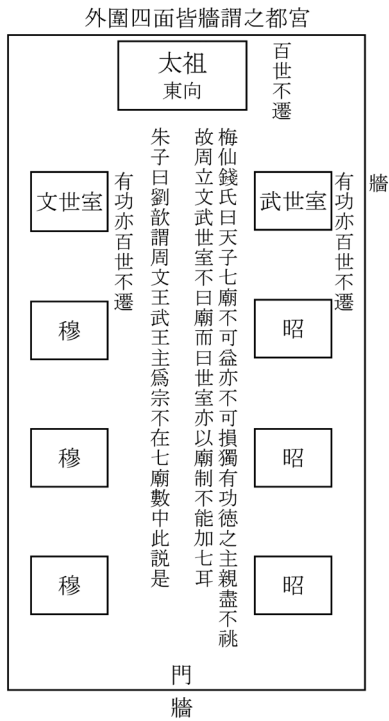 外圍四面皆牆謂之都宮
百世不遷
太祖
東向
牆
有功亦百世不遷
武世室
昭
昭
昭
梅仙錢氏曰天子七廟不可益亦不可損獨有功德之主親盡不祧
故周立文武世室不曰廟而曰世室亦以廟制不能加七耳
朱子曰劉歆謂周文王武王主爲宗不在七廟數中此説是
有功亦百世不遷
文世室
穆
穆
穆
門
牆